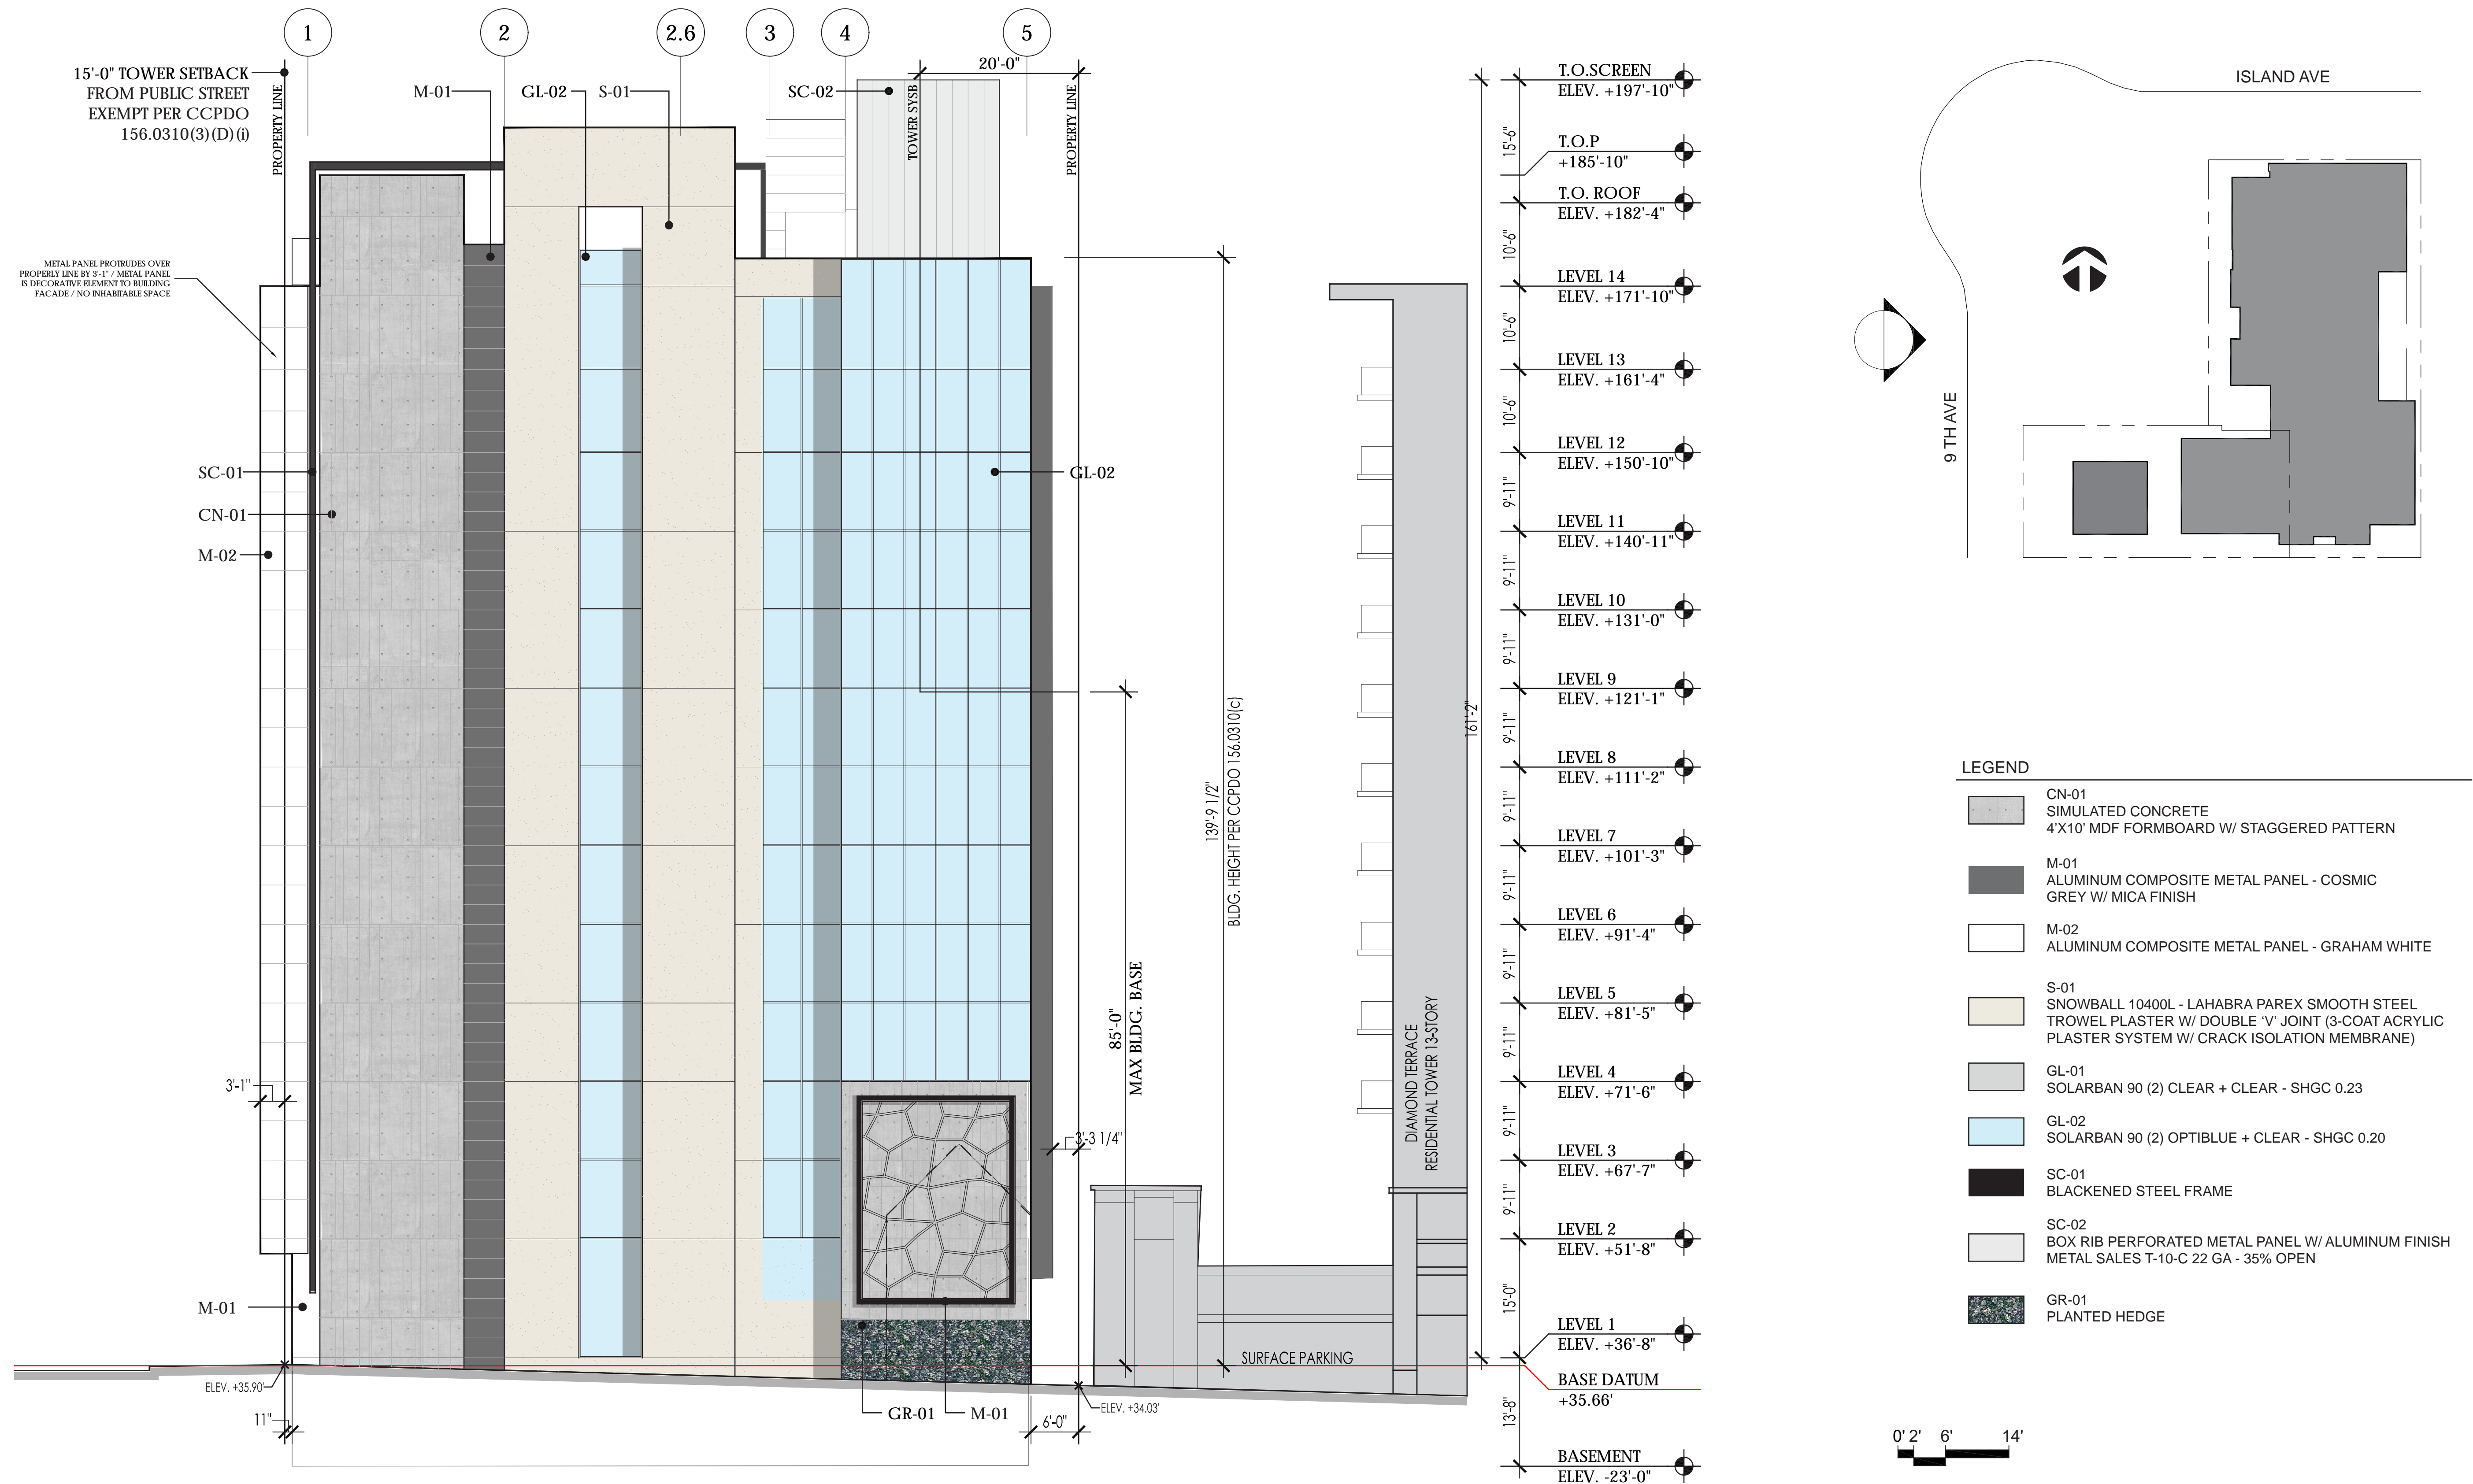 1
2
2.6
3
4
5
15'-0" TOWER SETBACK
FROM PUBLIC STREET
EXEMPT PER CCPDO
156.0310(3)(D)(i)
PROPERTY LINE
M-01
GL-02
S-01
SC-02
TOWER SYSB
20'-0"
PROPERTY LINE
METAL PANEL PROTRUDES OVER
PROPERLY LINE BY 3'-1" / METAL PANEL
IS DECORATIVE ELEMENT TO BUILDING
FACADE / NO INHABITABLE SPACE
SC-01
CN-01
M-02
GL-02
3'-1"
M-01
ELEV. +35.90'
11"
GR-01
M-01
6'-0"
ELEV. +34.03'
3'-3 1/4"
85'-0"
MAX BLDG. BASE
139'-9 1/2"
BLDG. HEIGHT PER CCPDO 156.0310(c)
SURFACE PARKING
DIAMOND TERRACE
RESIDENTIAL TOWER 13-STORY
161'-2"
15'-6"
10'-6"
10'-6"
10'-6"
9'-11"
9'-11"
9'-11"
9'-11"
9'-11"
9'-11"
9'-11"
9'-11"
9'-11"
9'-11"
15'-0"
13'-8"
T.O.SCREEN
ELEV. +197'-10"
T.O.P
+185'-10"
T.O. ROOF
ELEV. +182'-4"
LEVEL 14
ELEV. +171'-10"
LEVEL 13
ELEV. +161'-4"
LEVEL 12
ELEV. +150'-10"
LEVEL 11
ELEV. +140'-11"
LEVEL 10
ELEV. +131'-0"
LEVEL 9
ELEV. +121'-1"
LEVEL 8
ELEV. +111'-2"
LEVEL 7
ELEV. +101'-3"
LEVEL 6
ELEV. +91'-4"
LEVEL 5
ELEV. +81'-5"
LEVEL 4
ELEV. +71'-6"
LEVEL 3
ELEV. +67'-7"
LEVEL 2
ELEV. +51'-8"
LEVEL 1
ELEV. +36'-8"
BASE DATUM
+35.66'
BASEMENT
ELEV. -23'-0"
ISLAND AVE
9 TH AVE
LEGEND
CN-01
SIMULATED CONCRETE
4'X10' MDF FORMBOARD W/ STAGGERED PATTERN
M-01
ALUMINUM COMPOSITE METAL PANEL - COSMIC
GREY W/ MICA FINISH
M-02
ALUMINUM COMPOSITE METAL PANEL - GRAHAM WHITE
S-01
SNOWBALL 10400L - LAHABRA PAREX SMOOTH STEEL
TROWEL PLASTER W/ DOUBLE ‘V’ JOINT (3-COAT ACRYLIC
PLASTER SYSTEM W/ CRACK ISOLATION MEMBRANE)
GL-01
SOLARBAN 90 (2) CLEAR + CLEAR - SHGC 0.23
GL-02
SOLARBAN 90 (2) OPTIBLUE + CLEAR - SHGC 0.20
SC-01
BLACKENED STEEL FRAME
SC-02
BOX RIB PERFORATED METAL PANEL W/ ALUMINUM FINISH
METAL SALES T-10-C 22 GA - 35% OPEN
GR-01
PLANTED HEDGE
0' 2' 6' 14'